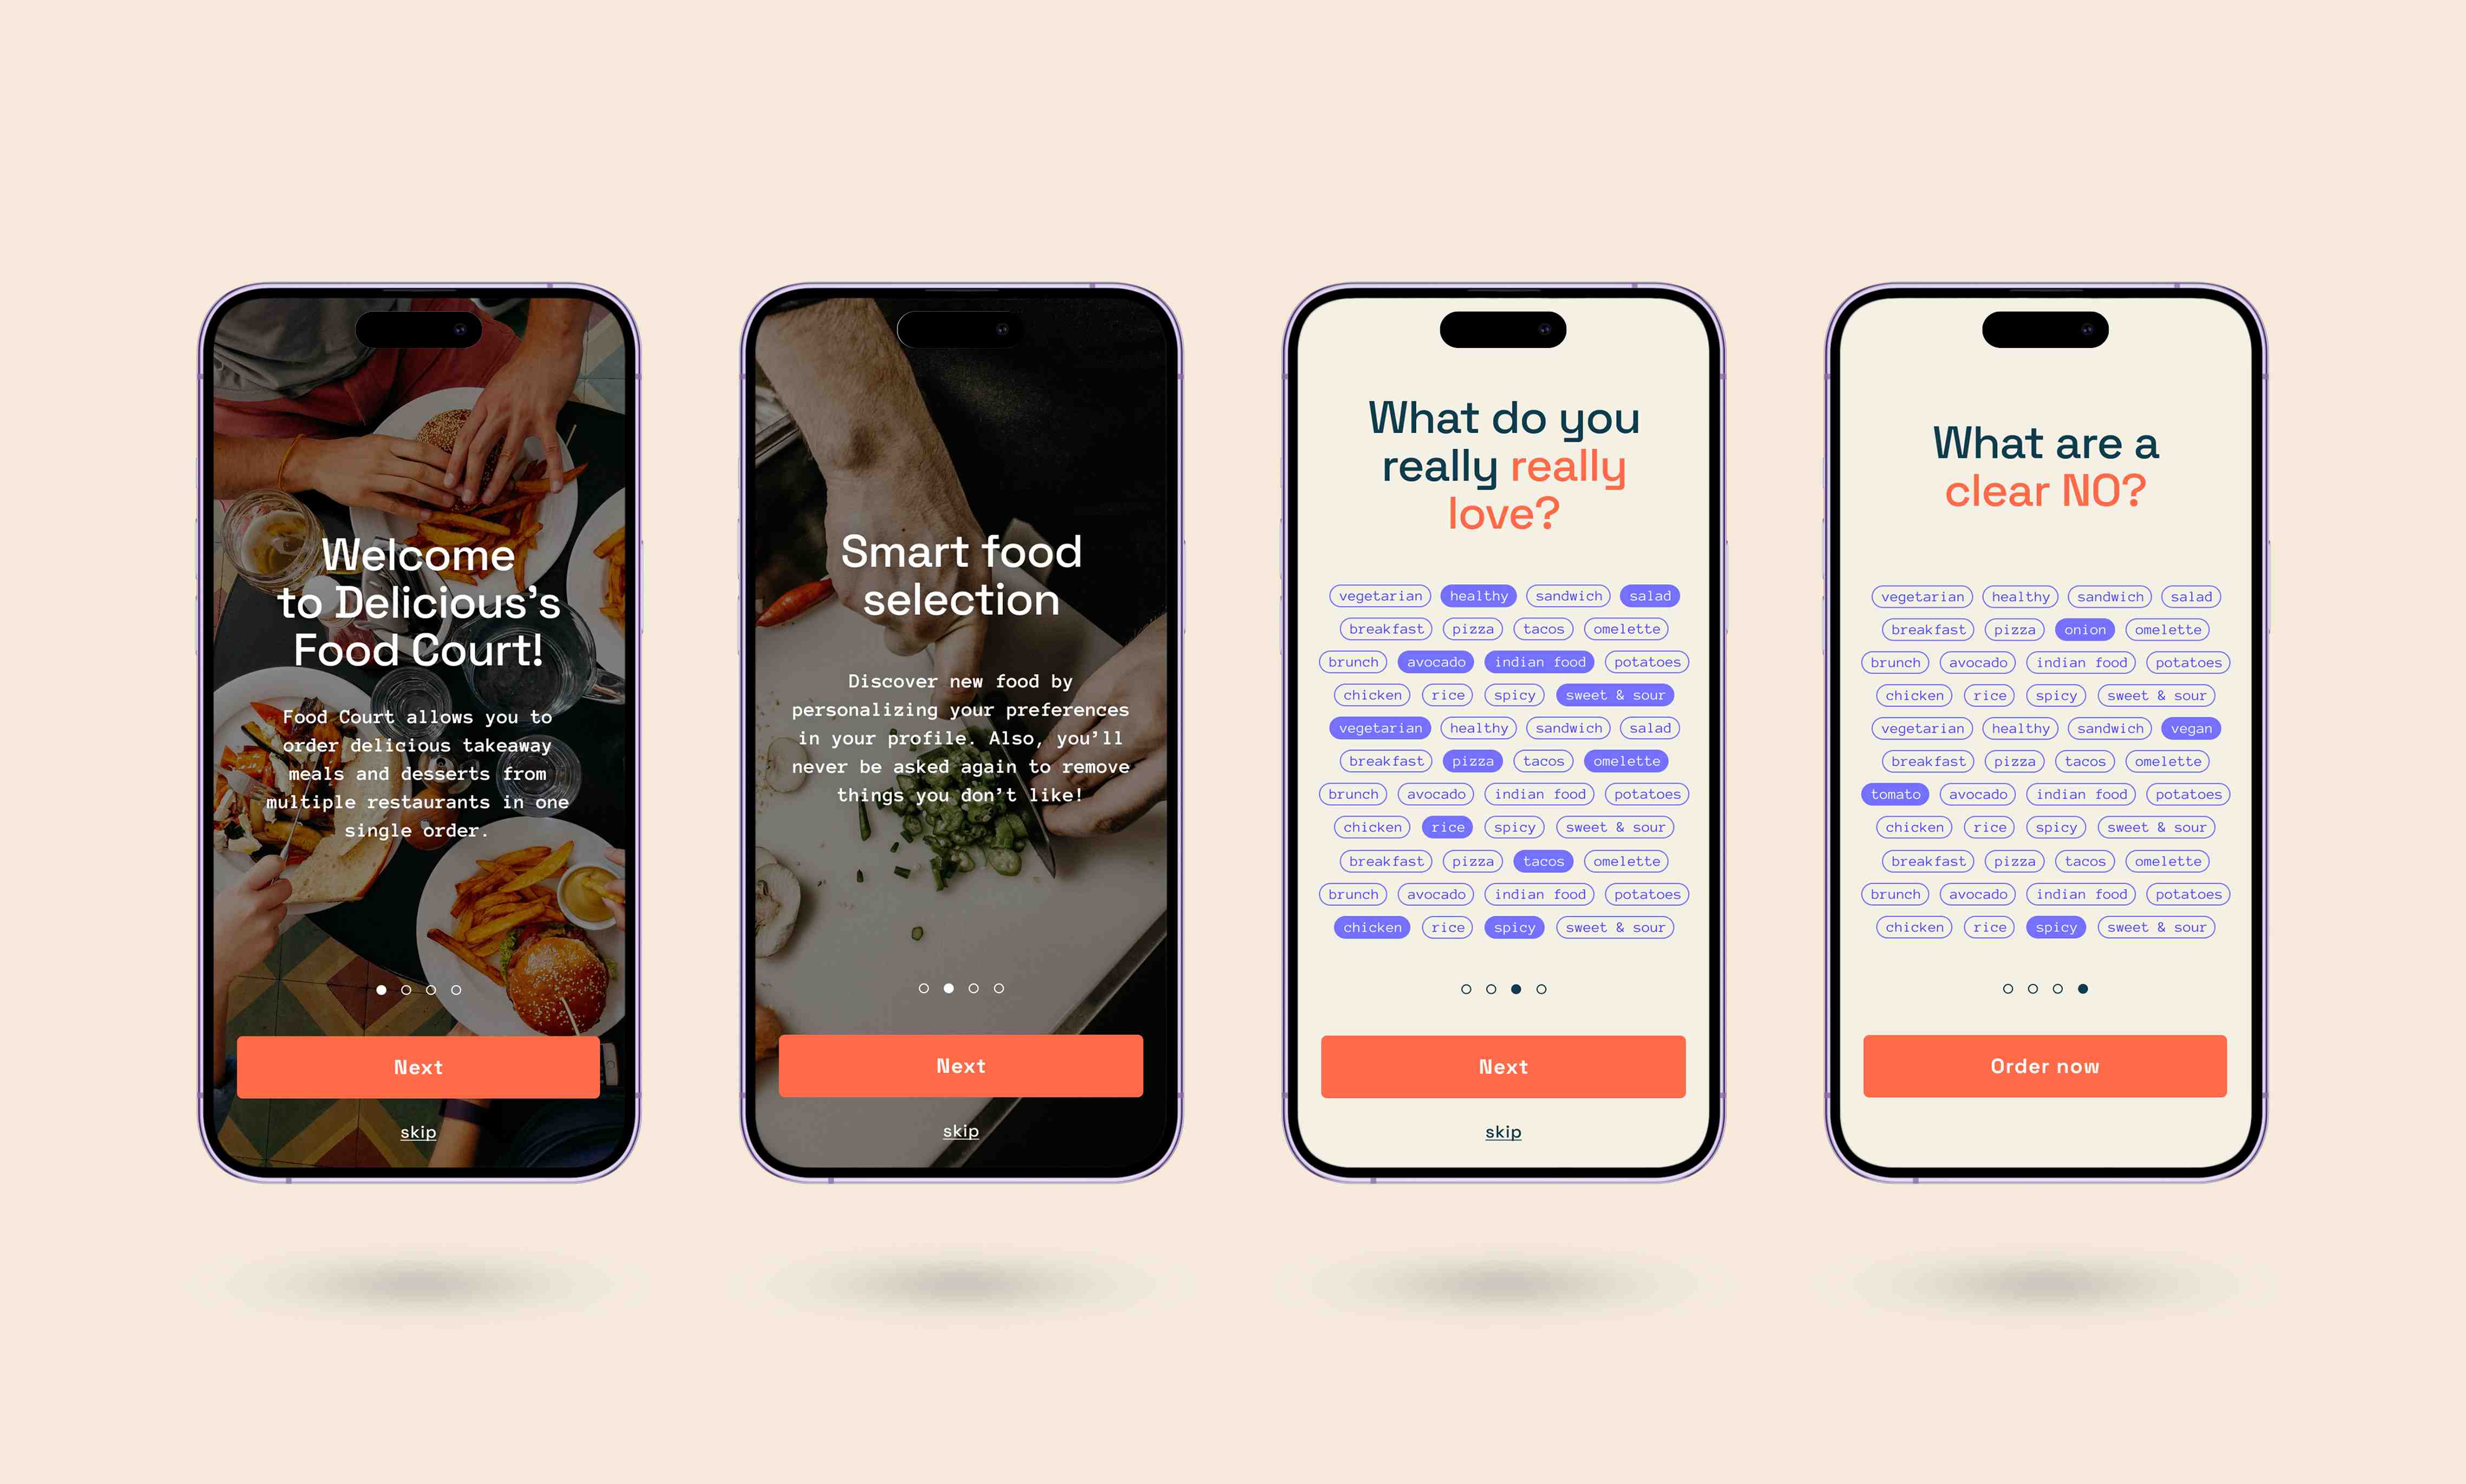 Welcome
to Delicious's
Food Court!
Food Court allows you to
order delicious takeaway
meals and desserts from
multiple restaurants in one
single order.
Next
skip
Smart food
selection
Discover new food by
personalizing your preferences
in your profile. Also, you'll
never be asked again to remove
things you don't like!
Next
skip
What do you
really really
love?
vegetarian healthy sandwich salad
breakfast pizza tacos omelette
brunch avocado indian food potatoes
chicken rice spicy sweet & sour
vegetarian healthy sandwich salad
breakfast pizza tacos omelette
brunch avocado indian food potatoes
chicken rice spicy sweet & sour
breakfast pizza tacos omelette
brunch avocado indian food potatoes
chicken rice spicy sweet & sour
Next
skip
What are a
clear NO?
vegetarian healthy sandwich salad
breakfast pizza onion omelette
brunch avocado indian food potatoes
chicken rice spicy sweet & sour
vegetarian healthy sandwich vegan
breakfast pizza tacos omelette
tomato avocado indian food potatoes
chicken rice spicy sweet & sour
breakfast pizza tacos omelette
brunch avocado indian food potatoes
chicken rice spicy sweet & sour
Order now